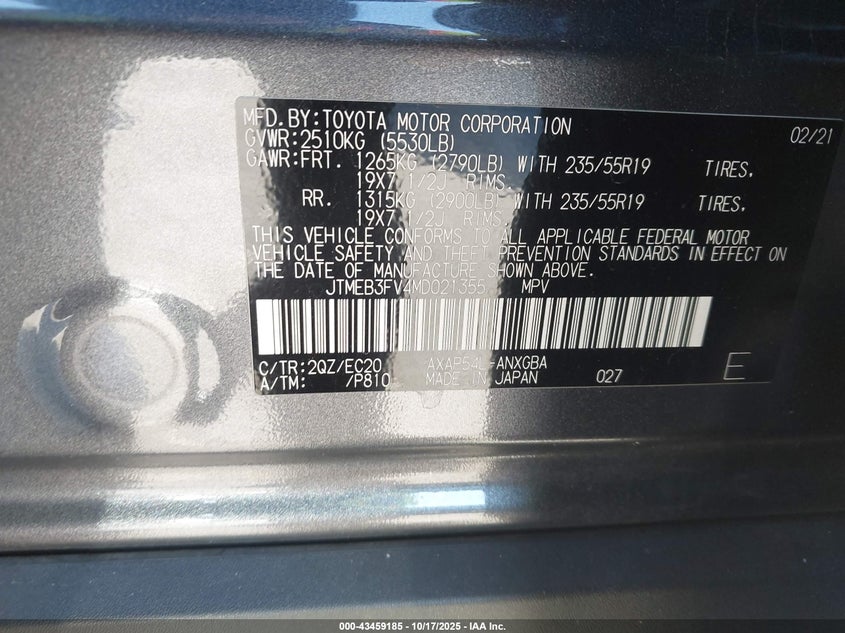 MFD.BY:TOYOTA MOTOR CORPORATION 02/21
GVWR:2510KG (5530LB)
GAWR:FRT. 1265KG (2790LB) WITH 235/55R19 TIRES.
19X7 1/2J RIMS
RR. 1315KG (2900LB) WITH 235/55R19 TIRES.
19X7 1/2J RIMS
THIS VEHICLE CONFORMS TO ALL APPLICABLE FEDERAL MOTOR
VEHICLE SAFETY AND THEFT PREVENTION STANDARDS IN EFFECT ON
THE DATE OF MANUFACTURE SHOWN ABOVE.
JTMEB3FV4MD021355 MPV
C/TR:2QZ/EC20 AXAP54L-ANXGBA
A/TM: /P810 MADE IN JAPAN 027 E
000-43459185 - 10/17/2025 - IAA Inc.